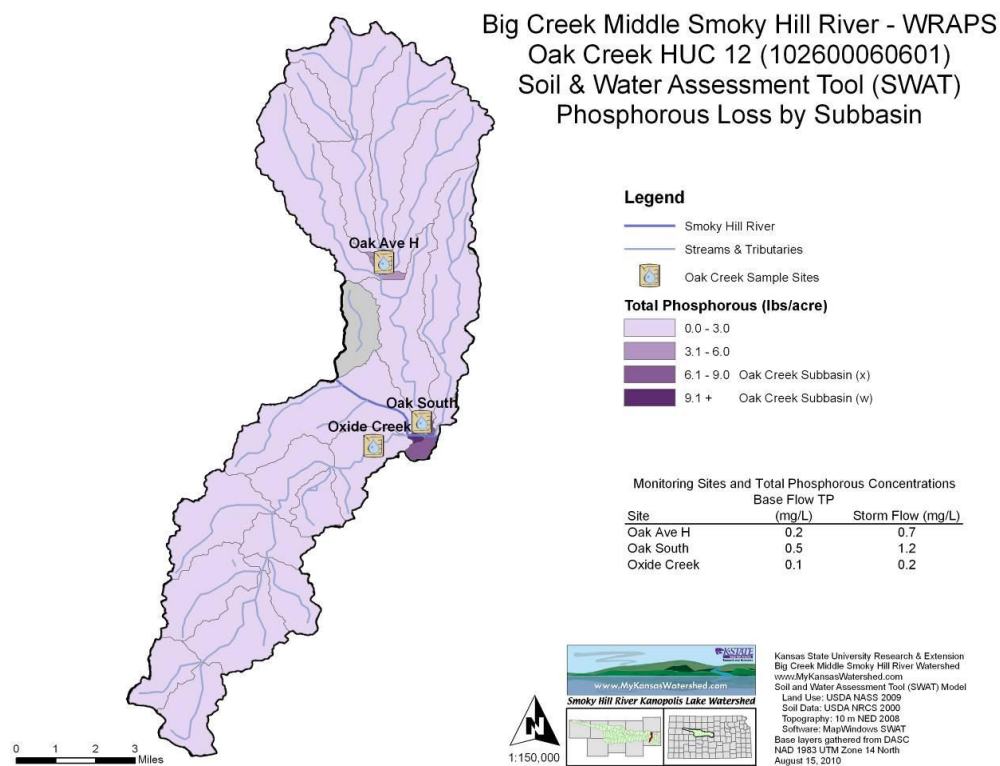 Big Creek Middle Smoky Hill River - WRAPS
Oak Creek HUC 12 (102600060601)
Soil & Water Assessment Tool (SWAT)
Phosphorous Loss by Subbasin
Legend
Smoky Hill River
Streams & Tributaries
Oak Creek Sample Sites
Total Phosphorous (lbs/acre)
0.0 - 3.0
3.1 - 6.0
6.1 - 9.0 Oak Creek Subbasin (x)
9.1 + Oak Creek Subbasin (w)
Oak Ave H
Oak South
Oxide Creek
Monitoring Sites and Total Phosphorous Concentrations
Base Flow TP
Site (mg/L) Storm Flow (mg/L)
Oak Ave H 0.2 0.7
Oak South 0.5 1.2
Oxide Creek 0.1 0.2
0 1 2 3
Miles
N
1:150,000
K-STATE
www.MyKansasWatershed.com
Smoky Hill River Kanopolis Lake Watershed
Kansas State University Research & Extension
Big Creek Middle Smoky Hill River Watershed
www.MyKansasWatershed.com
Soil and Water Assessment Tool (SWAT) Model
Land Use: USDA NASS 2009
Soil Data: USDA NRCS 2000
Topography: 10 m NED 2008
Software: MapWindows SWAT
Base layers gathered from DASC
NAD 1983 UTM Zone 14 North
August 15, 2010